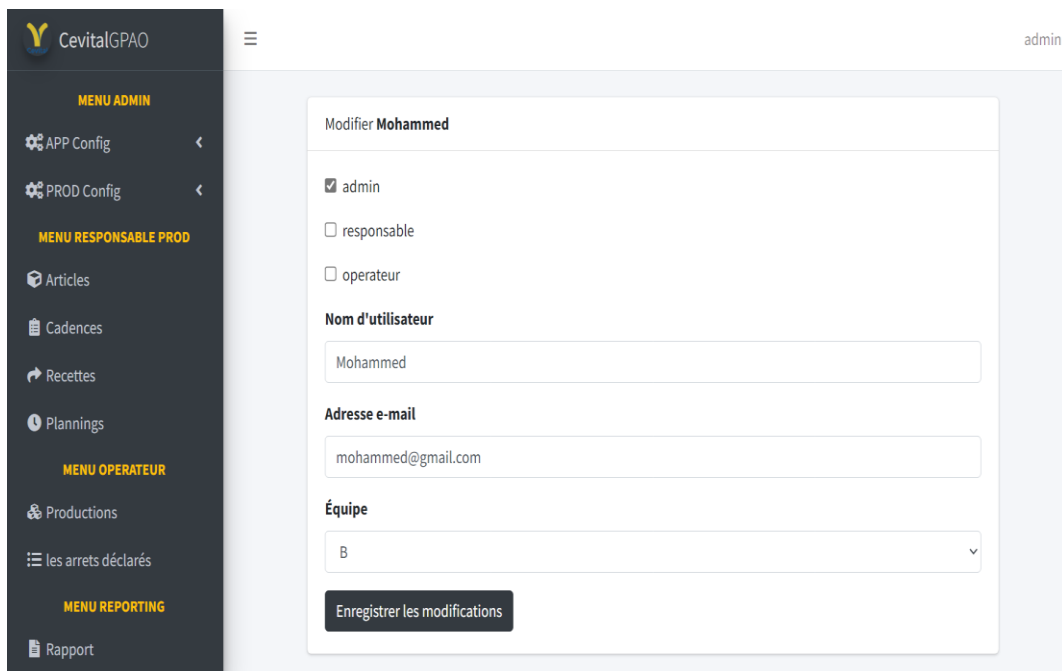 CevitalGPAO
admin
MENU ADMIN
APP Config
PROD Config
MENU RESPONSABLE PROD
Articles
Cadences
Recettes
Plannings
MENU OPERATEUR
Productions
les arrets déclarés
MENU REPORTING
Rapport
Modifier Mohammed
admin
responsable
operateur
Nom d'utilisateur
Mohammed
Adresse e-mail
mohammed@gmail.com
Équipe
B
Enregistrer les modifications